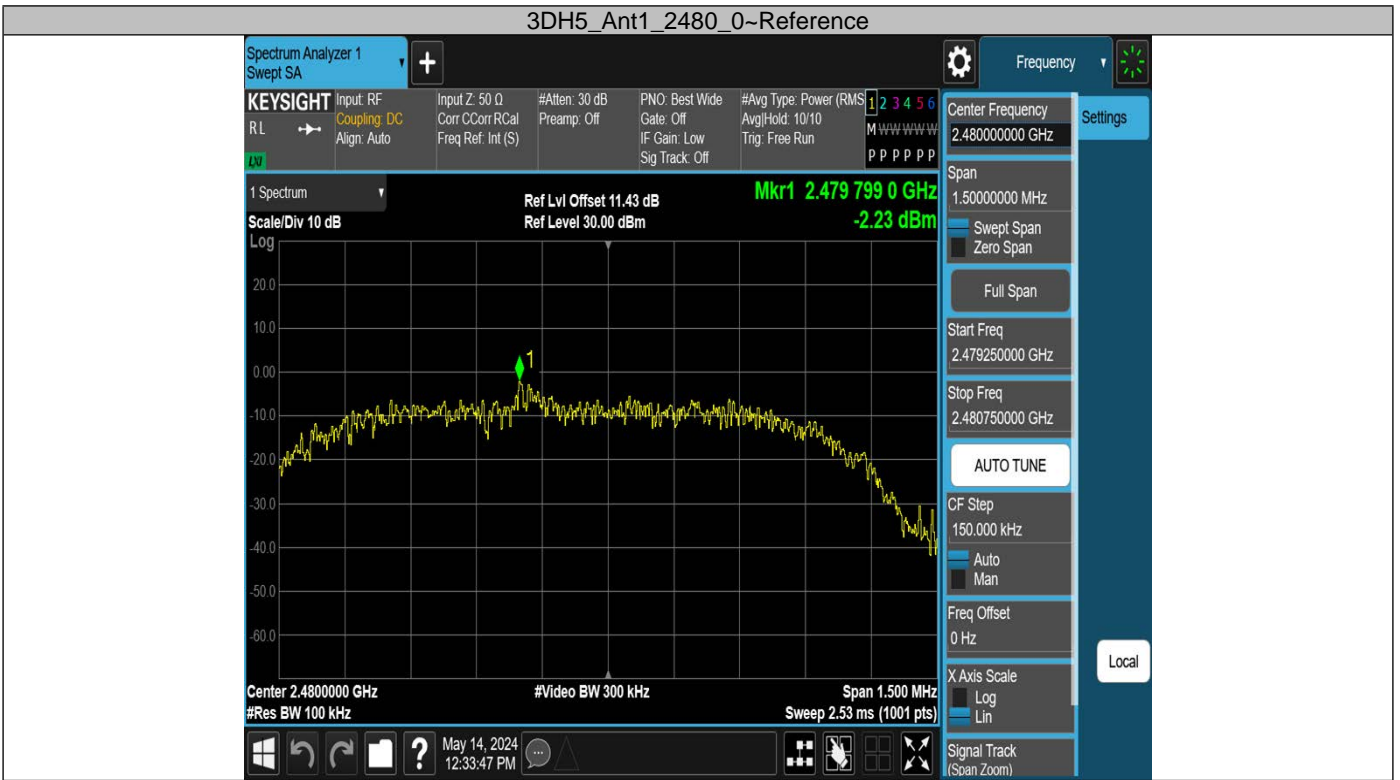 3DH5_Ant1_2480_0~Reference
Spectrum Analyzer 1
Swept SA
+
Frequency
KEYSIGHT
RL
LXI
Input: RF
Coupling: DC
Align: Auto
Input Z: 50 Ω
Corr CCorr RCal
Freq Ref: Int (S)
#Atten: 30 dB
Preamp: Off
PNO: Best Wide
Gate: Off
IF Gain: Low
Sig Track: Off
#Avg Type: Power (RMS
Avg|Hold: 10/10
Trig: Free Run
1 2 3 4 5 6
M W W W W W
P P P P P P
1 Spectrum
Scale/Div 10 dB
Ref Lvl Offset 11.43 dB
Ref Level 30.00 dBm
Mkr1 2.479 799 0 GHz
-2.23 dBm
Log
20.0
10.0
0.00
-10.0
-20.0
-30.0
-40.0
-50.0
-60.0
1
Center 2.4800000 GHz
#Res BW 100 kHz
#Video BW 300 kHz
Span 1.500 MHz
Sweep 2.53 ms (1001 pts)
Center Frequency
2.480000000 GHz
Settings
Span
1.50000000 MHz
Swept Span
Zero Span
Full Span
Start Freq
2.479250000 GHz
Stop Freq
2.480750000 GHz
AUTO TUNE
CF Step
150.000 kHz
Auto
Man
Freq Offset
0 Hz
X Axis Scale
Log
Lin
Local
Signal Track
(Span Zoom)
?
May 14, 2024
12:33:47 PM